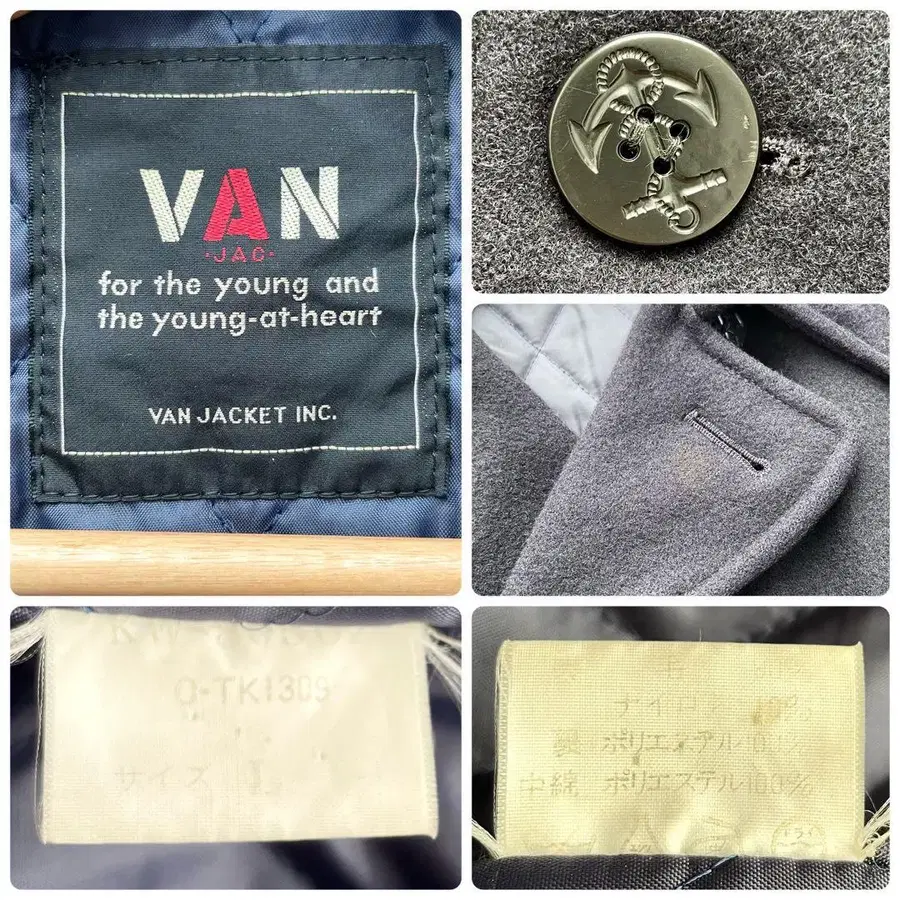 VAN
·JAC·
for the young and
the young-at-heart
VAN JACKET INC.
O-TK1309
サイズ
ナイロン
ポリエステル100%
中綿 ポリエステル100%